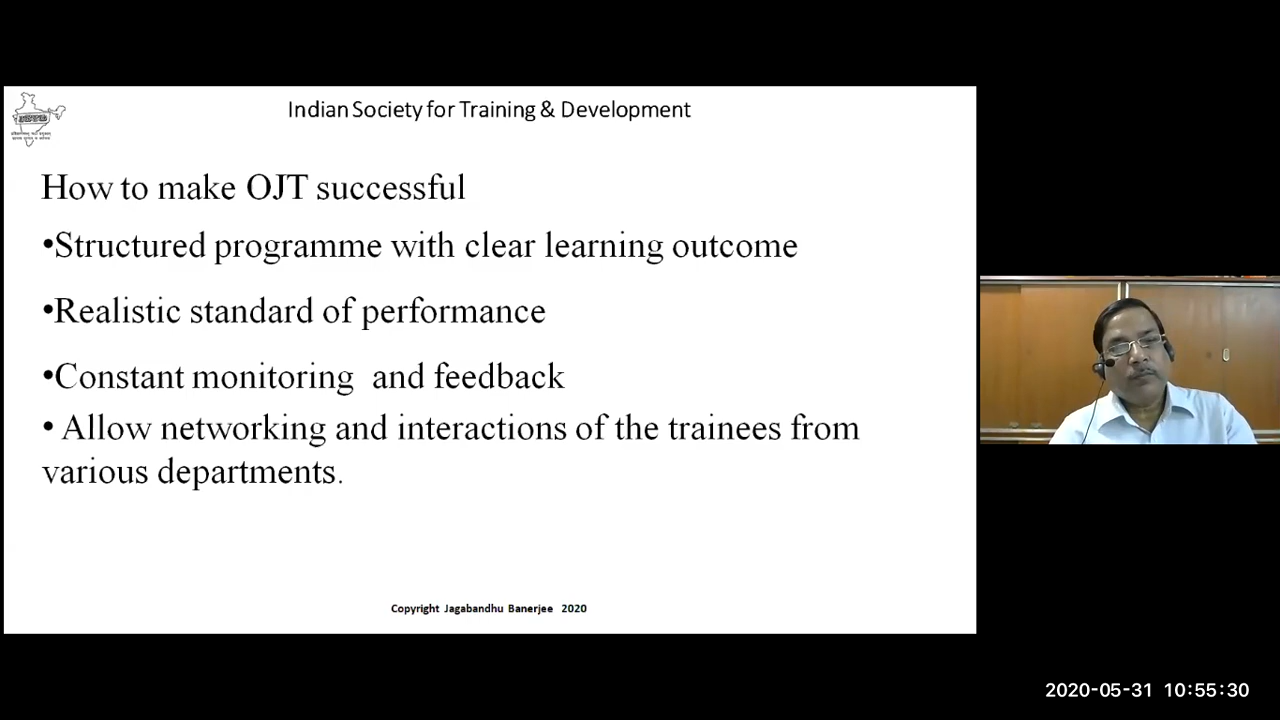 Indian Society for Training & Development
How to make OJT successful
•Structured programme with clear learning outcome
•Realistic standard of performance
•Constant monitoring  and feedback
• Allow networking and interactions of the trainees from
various departments.
Copyright Jagabandhu Banerjee 2020
2020-05-31 10:55:30